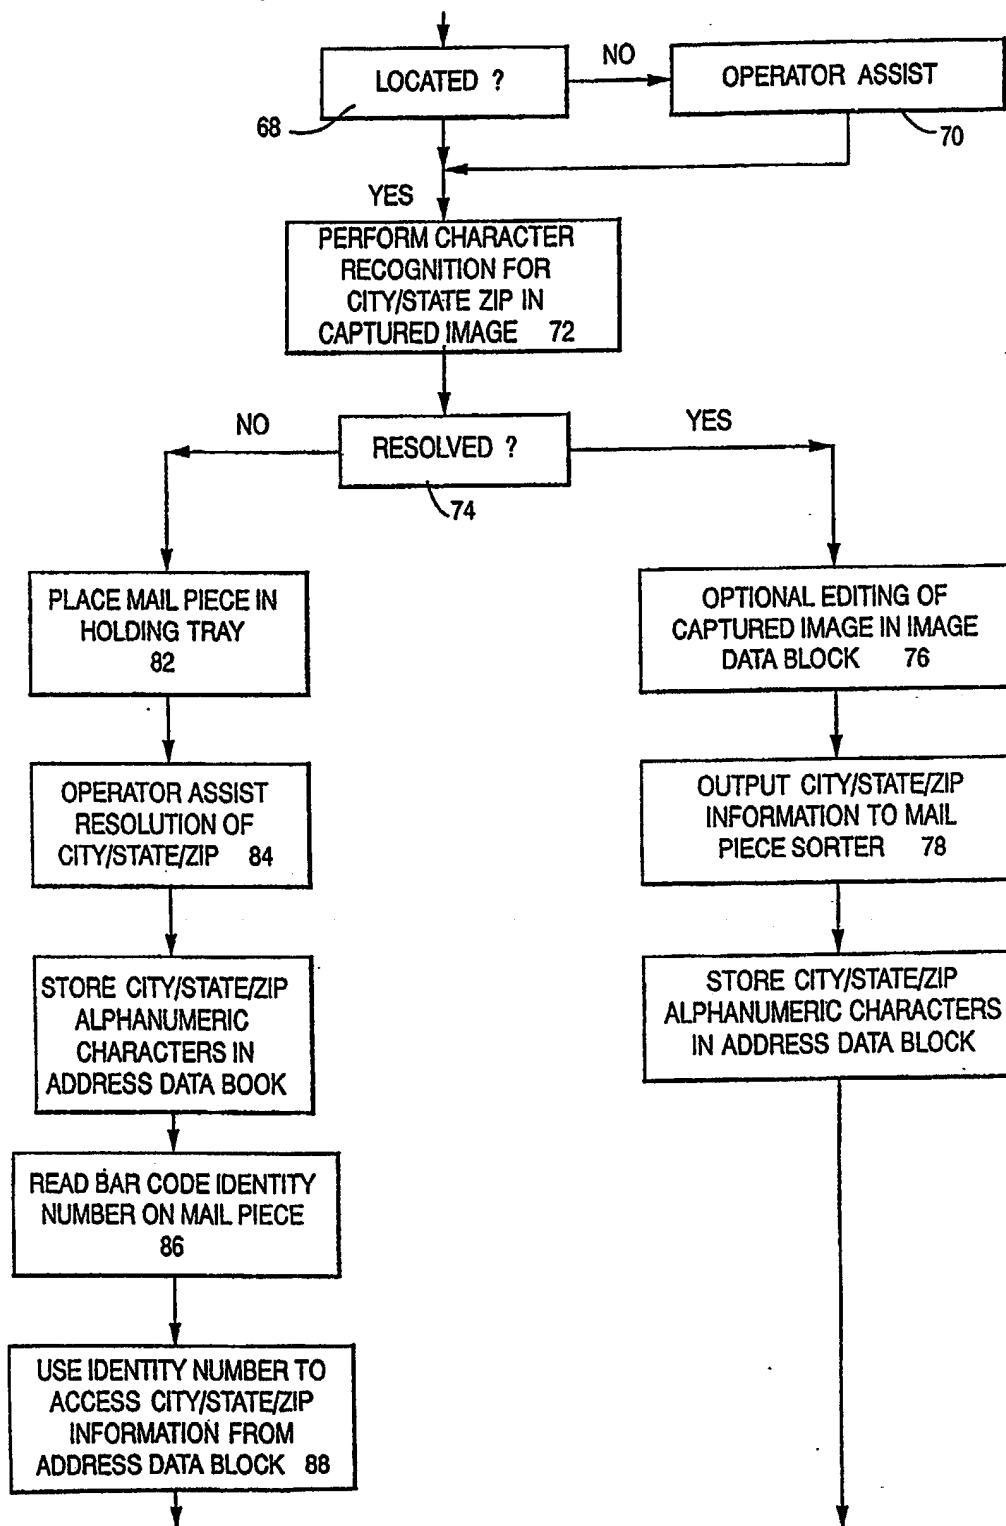 LOCATED ?
NO
OPERATOR ASSIST
68
70
YES
PERFORM CHARACTER
RECOGNITION FOR
CITY/STATE ZIP IN
CAPTURED IMAGE 72
NO
RESOLVED ?
YES
74
PLACE MAIL PIECE IN
HOLDING TRAY
82
OPERATOR ASSIST
RESOLUTION OF
CITY/STATE/ZIP 84
STORE CITY/STATE/ZIP
ALPHANUMERIC
CHARACTERS IN
ADDRESS DATA BOOK
READ BAR CODE IDENTITY
NUMBER ON MAIL PIECE
86
USE IDENTITY NUMBER TO
ACCESS CITY/STATE/ZIP
INFORMATION FROM
ADDRESS DATA BLOCK 88
OPTIONAL EDITING OF
CAPTURED IMAGE IN IMAGE
DATA BLOCK 76
OUTPUT CITY/STATE/ZIP
INFORMATION TO MAIL
PIECE SORTER 78
STORE CITY/STATE/ZIP
ALPHANUMERIC CHARACTERS
IN ADDRESS DATA BLOCK